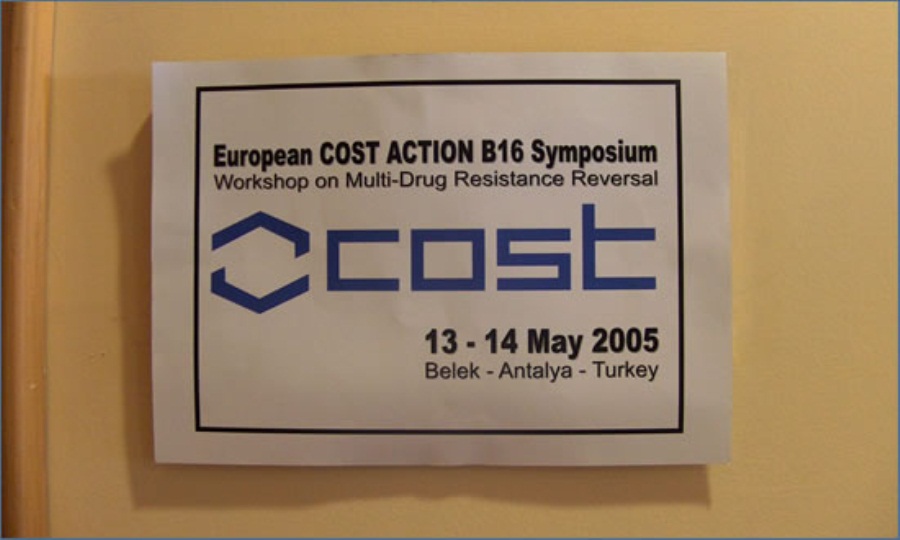 European COST ACTION B16 Symposium
Workshop on Multi-Drug Resistance Reversal
cost
13 - 14 May 2005
Belek - Antalya - Turkey